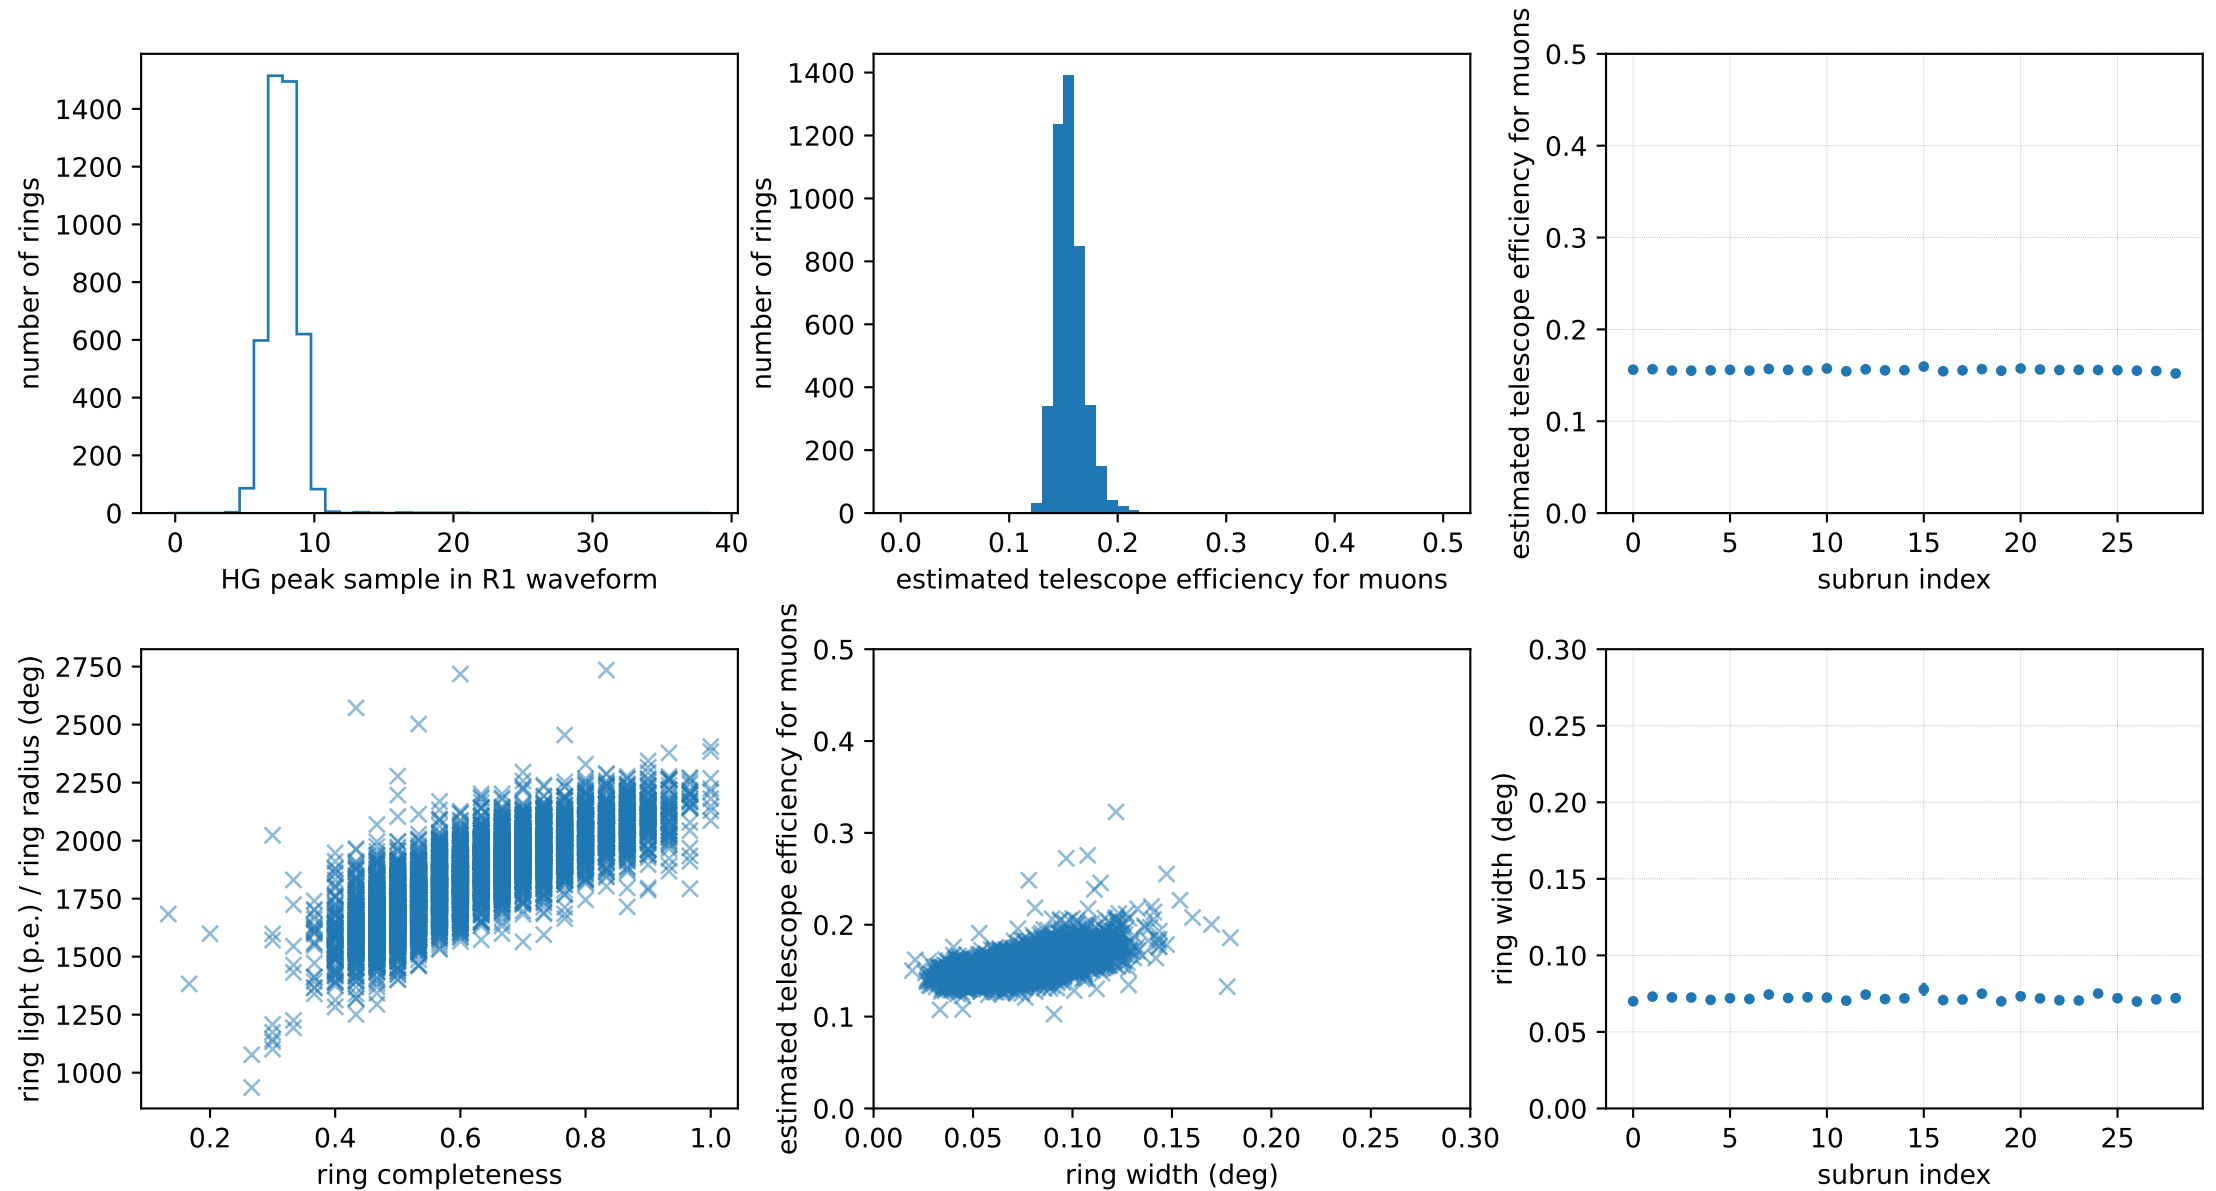 number of rings
1400
1200
1000
800
600
400
200
0
0 10 20 30 40
HG peak sample in R1 waveform
number of rings
1400
1200
1000
800
600
400
200
0
0.0 0.1 0.2 0.3 0.4 0.5
estimated telescope efficiency for muons
estimated telescope efficiency for muons
0.5
0.4
0.3
0.2
0.1
0.0
0 5 10 15 20 25
subrun index
ring light (p.e.) / ring radius (deg)
2750
2500
2250
2000
1750
1500
1250
1000
0.2 0.4 0.6 0.8 1.0
ring completeness
estimated telescope efficiency for muons
0.5
0.4
0.3
0.2
0.1
0.0
0.00 0.05 0.10 0.15 0.20 0.25 0.30
ring width (deg)
ring width (deg)
0.30
0.25
0.20
0.15
0.10
0.05
0.00
0 5 10 15 20 25
subrun index